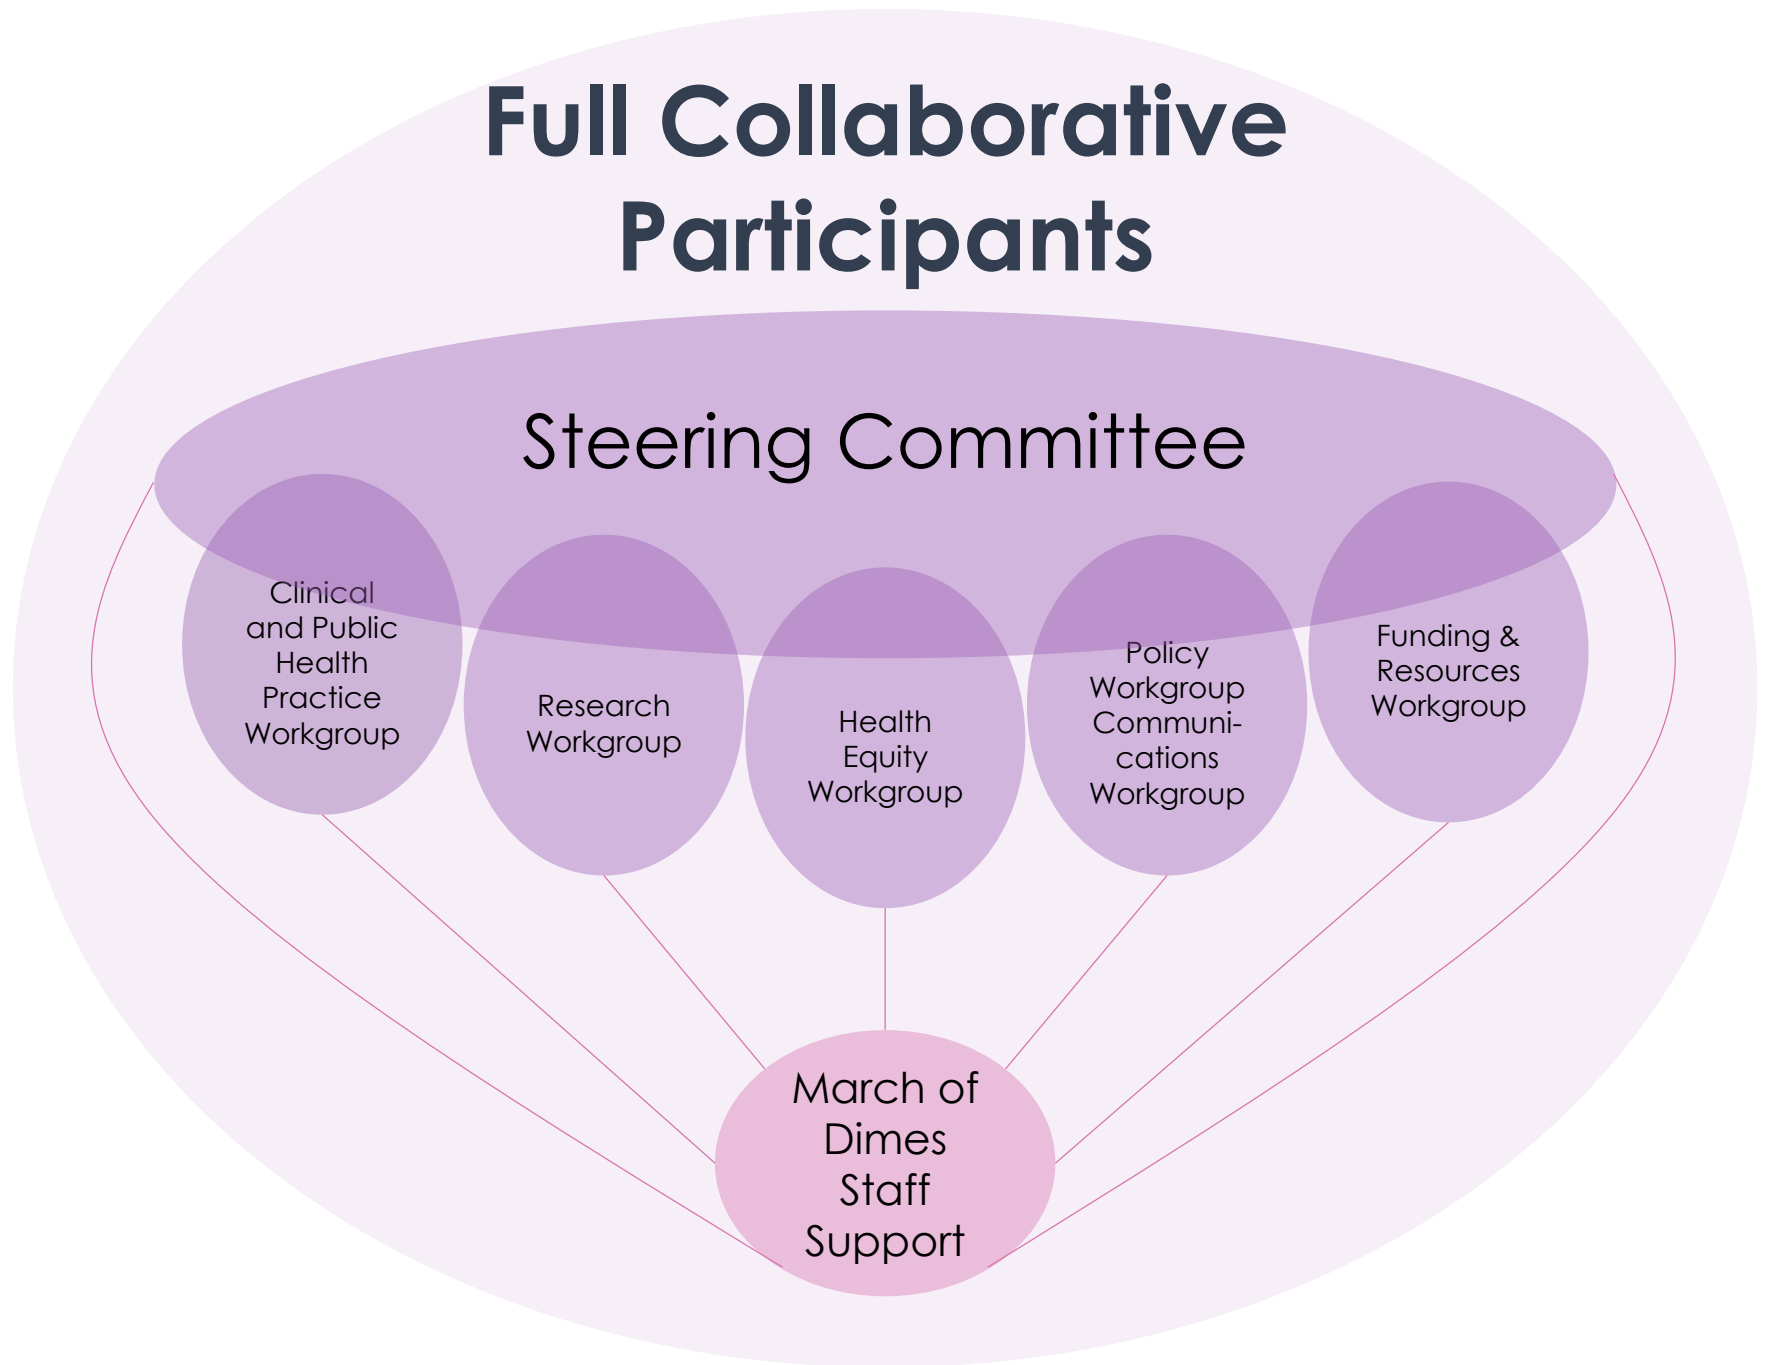 Full Collaborative
Participants
Steering Committee
Clinical
and Public
Health
Practice
Workgroup
Research
Workgroup
Health
Equity
Workgroup
Policy
Workgroup
Communi-
cations
Workgroup
Funding &
Resources
Workgroup
March of
Dimes
Staff
Support